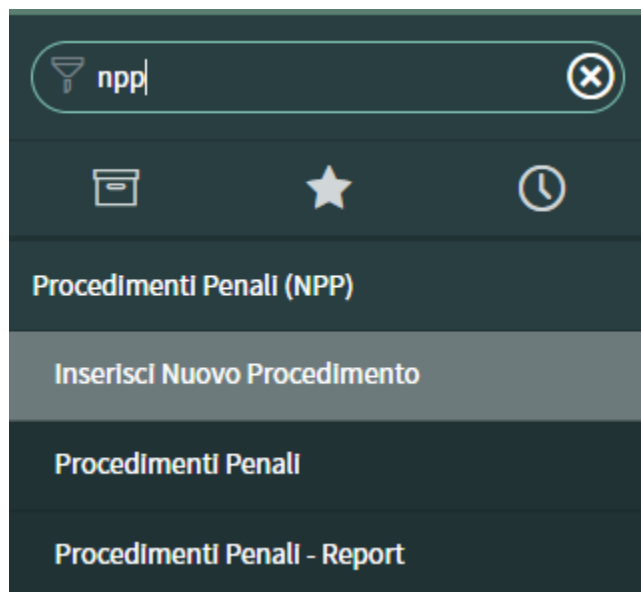 npp
Procedimenti Penali (NPP)
Inserisci Nuovo Procedimento
Procedimenti Penali
Procedimenti Penali - Report